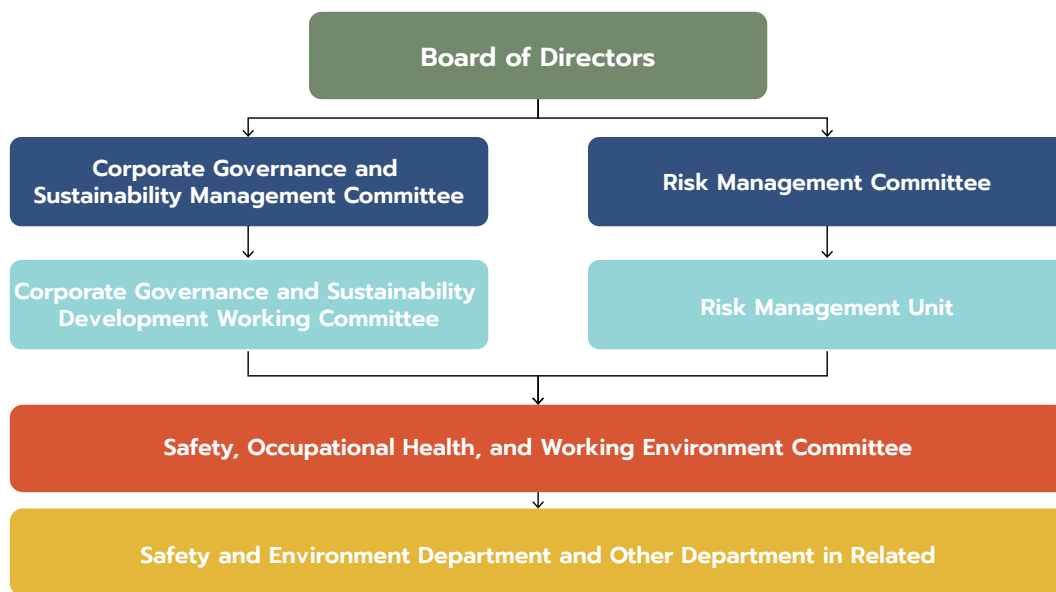 Board of Directors
Corporate Governance and
Sustainability Management Committee
Risk Management Committee
Corporate Governance and Sustainability
Development Working Committee
Risk Management Unit
Safety, Occupational Health, and Working Environment Committee
Safety and Environment Department and Other Department in Related